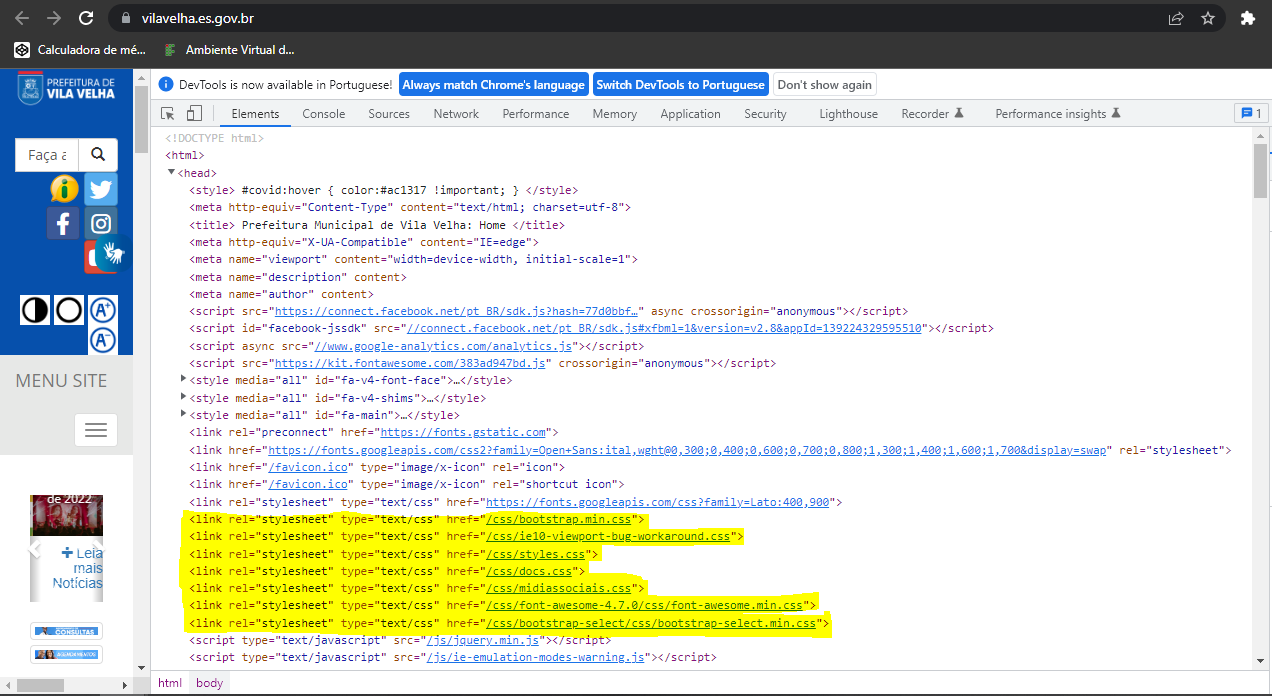 vilavelha.es.gov.br
Calculadora de mé...
Ambiente Virtual d...
PREFEITURA DE
VILA VELHA
Faça a
A+
A-
MENU SITE
de 2022
Leia
mais
Notícias
CONSULTAS
DevTools is now available in Portuguese!
Always match Chrome's language
Switch DevTools to Portuguese
Don't show again
Elements
Console
Sources
Network
Performance
Memory
Application
Security
Lighthouse
Recorder
Performance insights
1
<!DOCTYPE html>
<html>
<head>
<style> #covid:hover { color:#ac1317 !important; } </style>
<meta http-equiv="Content-Type" content="text/html; charset=utf-8">
<title> Prefeitura Municipal de Vila Velha: Home </title>
<meta http-equiv="X-UA-Compatible" content="IE=edge">
<meta name="viewport" content="width=device-width, initial-scale=1">
<meta name="description" content>
<meta name="author" content>
<script src="https://connect.facebook.net/pt_BR/sdk.js?hash=77d0bbf…" async crossorigin="anonymous"></script>
<script id="facebook-jssdk" src="//connect.facebook.net/pt_BR/sdk.js#xfbml=1&version=v2.8&appId=139224329595510"></script>
<script async src="//www.google-analytics.com/analytics.js"></script>
<script src="https://kit.fontawesome.com/383ad947bd.js" crossorigin="anonymous"></script>
<style media="all" id="fa-v4-font-face">…</style>
<style media="all" id="fa-v4-shims">…</style>
<style media="all" id="fa-main">…</style>
<link rel="preconnect" href="https://fonts.gstatic.com">
<link href="https://fonts.googleapis.com/css2?family=Open+Sans:ital,wght@0,300;0,400;0,600;0,700;0,800;1,300;1,400;1,600;1,700&display=swap" rel="stylesheet">
<link href="/favicon.ico" type="image/x-icon" rel="icon">
<link href="/favicon.ico" type="image/x-icon" rel="shortcut icon">
<link rel="stylesheet" type="text/css" href="https://fonts.googleapis.com/css?family=Lato:400,900">
<link rel="stylesheet" type="text/css" href="/css/bootstrap.min.css">
<link rel="stylesheet" type="text/css" href="/css/ie10-viewport-bug-workaround.css">
<link rel="stylesheet" type="text/css" href="/css/styles.css">
<link rel="stylesheet" type="text/css" href="/css/docs.css">
<link rel="stylesheet" type="text/css" href="/css/midiassociais.css">
<link rel="stylesheet" type="text/css" href="/css/font-awesome-4.7.0/css/font-awesome.min.css">
<link rel="stylesheet" type="text/css" href="/css/bootstrap-select/css/bootstrap-select.min.css">
<script type="text/javascript" src="/js/jquery.min.js"></script>
<script type="text/javascript" src="/js/ie-emulation-modes-warning.js"></script>
html
body